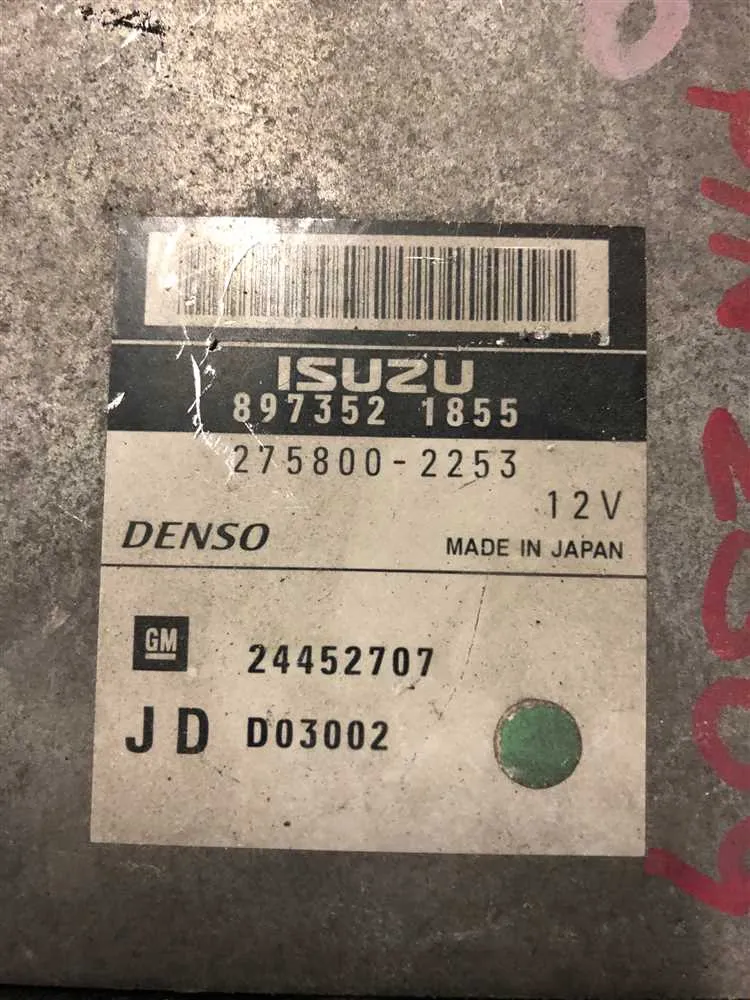 ISUZU
897352 1855
275800-2253
12V
DENSO MADE IN JAPAN
GM 24452707
JD D03002